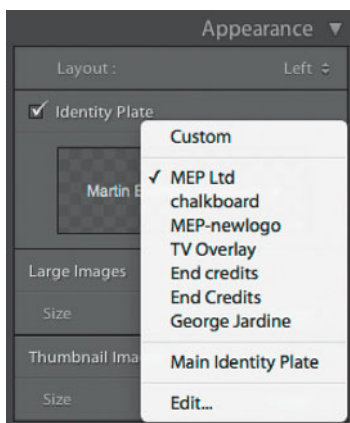 Appearance ▼
Layout : Left
Identity Plate
Custom
✓ MEP Ltd
Martin
chalkboard
MEP-newlogo
TV Overlay
End credits
Large Images
End Credits
Size
George Jardine
Thumbnail
Main Identity Plate
Size
Edit...